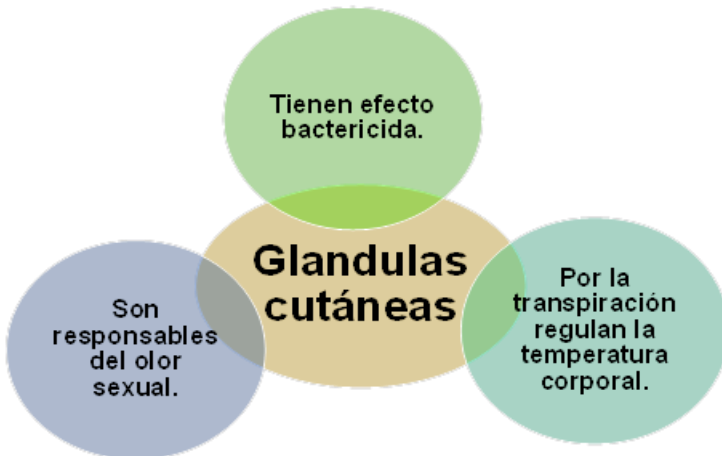 Tienen efecto
bactericida.
Glandulas
cutáneas
Son
responsables
del olor
sexual.
Por la
transpiración
regulan la
temperatura
corporal.